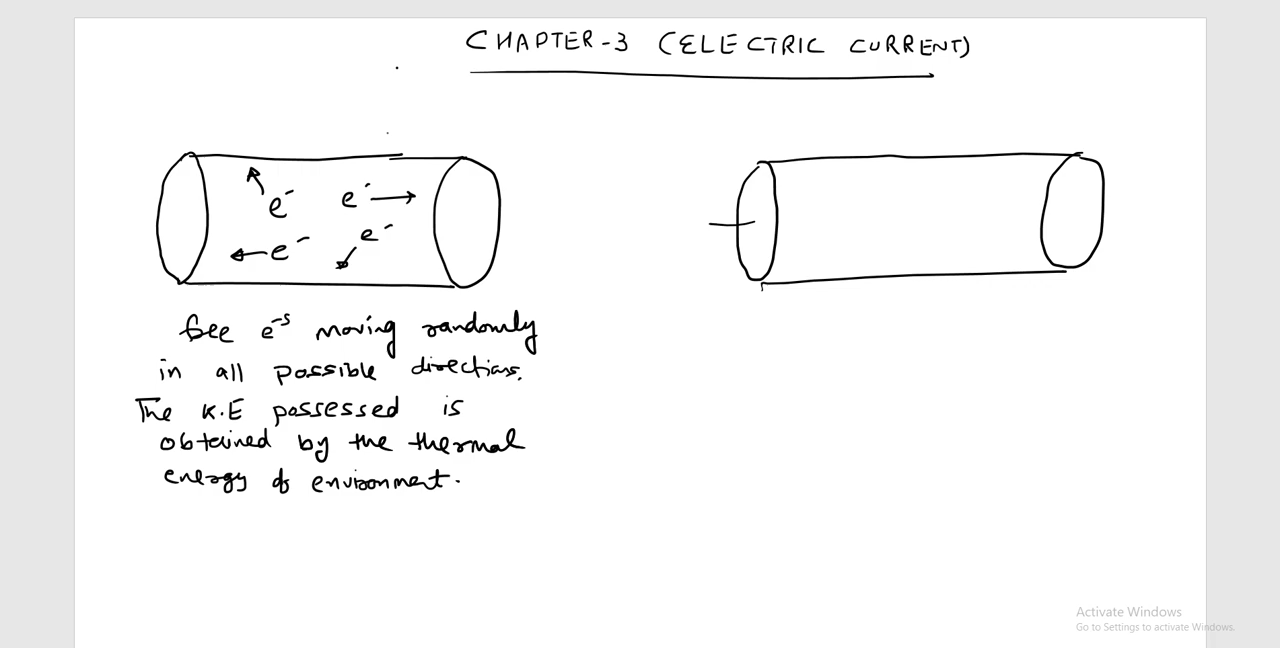 CHAPTER-3 (ELECTRIC CURRENT)
e⁻ e⁻
e⁻ e⁻
free e⁻s moving randomly
in all possible directions.
The K.E possessed is
obtained by the thermal
energy of environment.
Activate Windows
Go to Settings to activate Windows.